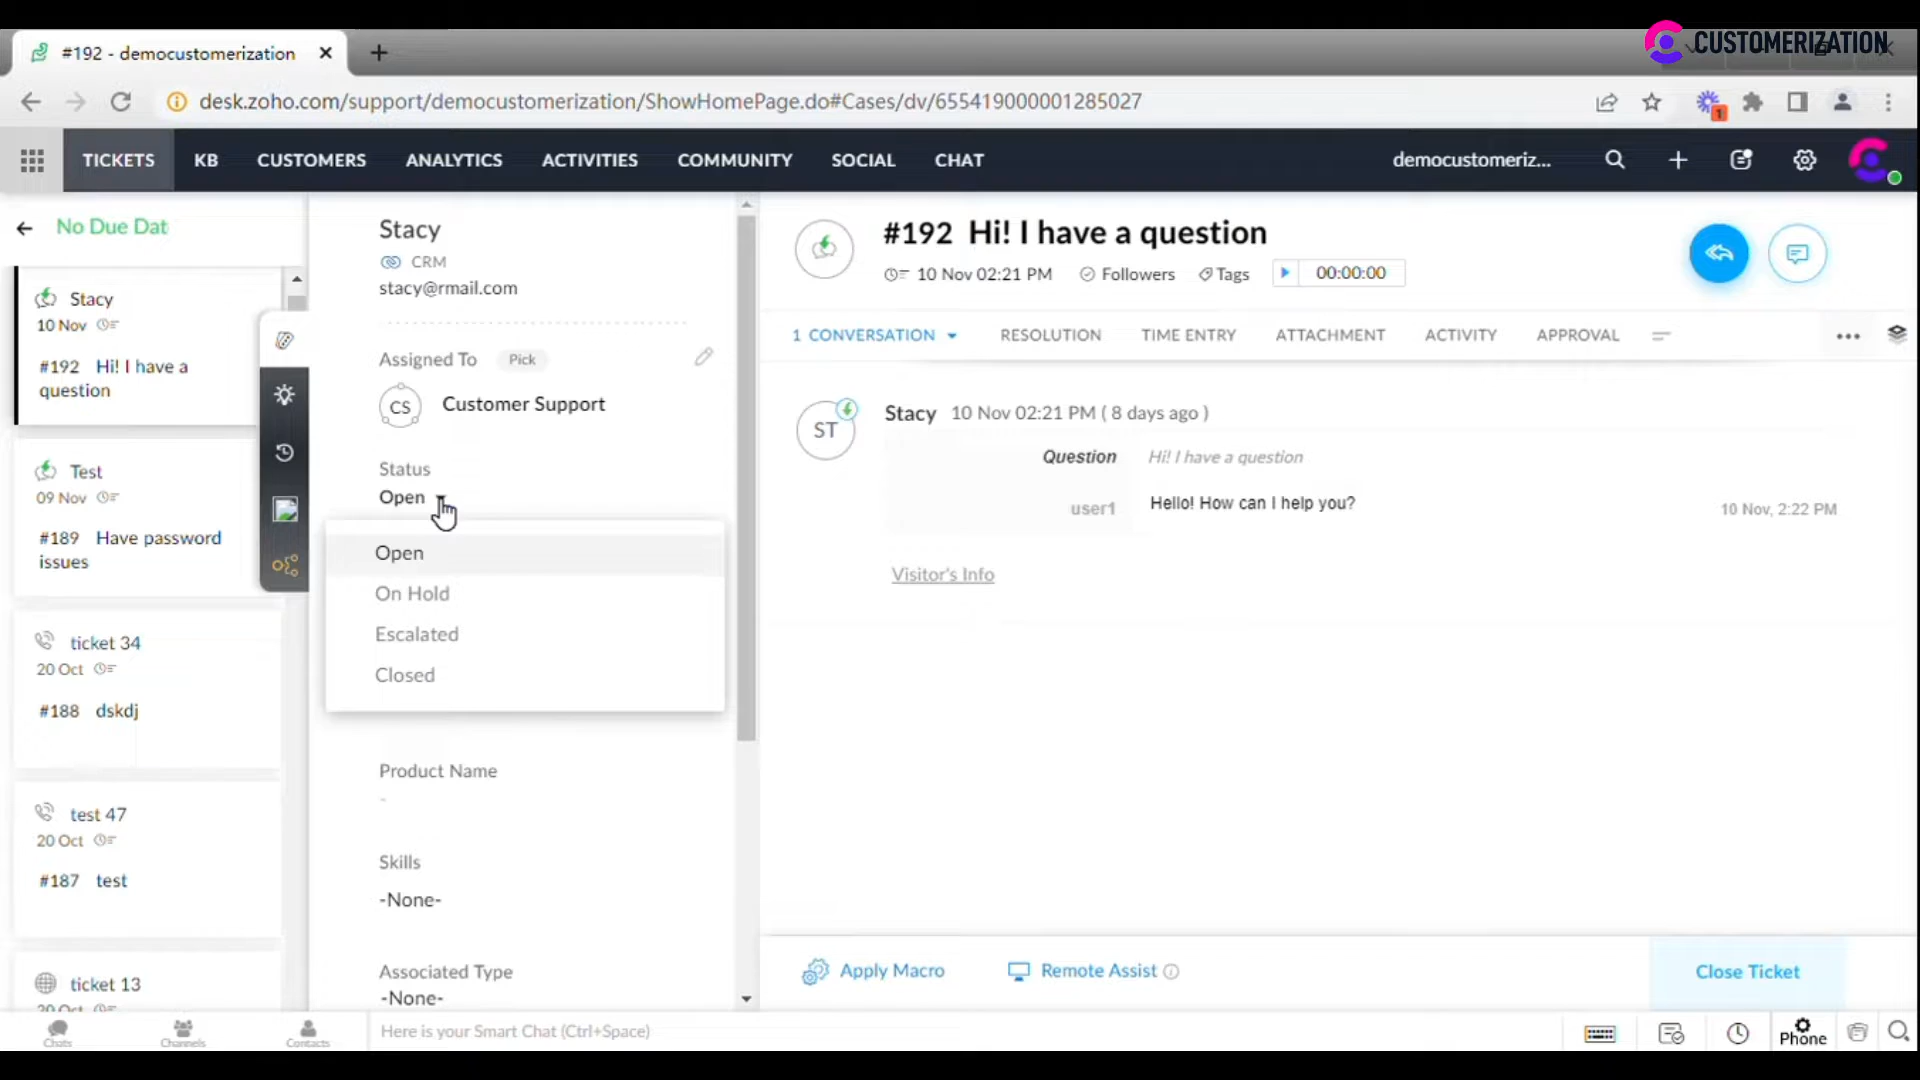 #192 - democustomerization
CUSTOMERIZATION
desk.zoho.com/support/democustomerization/ShowHomePage.do#Cases/dv/655419000001285027
1
TICKETS KB CUSTOMERS ANALYTICS ACTIVITIES COMMUNITY SOCIAL CHAT democustomeriz...
No Due Dat
Stacy
10 Nov
#192 Hi! I have a
question
Test
09 Nov
#189 Have password
issues
ticket 34
20 Oct
#188 dskdj
test 47
20 Oct
#187 test
ticket 13
20 Oct
Stacy
CRM
stacy@rmail.com
Assigned To Pick
CS Customer Support
Status
Open
Open
On Hold
Escalated
Closed
Product Name
-
Skills
-None-
Associated Type
-None-
#192 Hi! I have a question
10 Nov 02:21 PM Followers Tags 00:00:00
1 CONVERSATION RESOLUTION TIME ENTRY ATTACHMENT ACTIVITY APPROVAL
ST Stacy 10 Nov 02:21 PM ( 8 days ago )
Question Hi! I have a question
user1 Hello! How can I help you? 10 Nov, 2:22 PM
Visitor's Info
Apply Macro Remote Assist Close Ticket
Chats Channels Contacts Here is your Smart Chat (Ctrl+Space) Phone